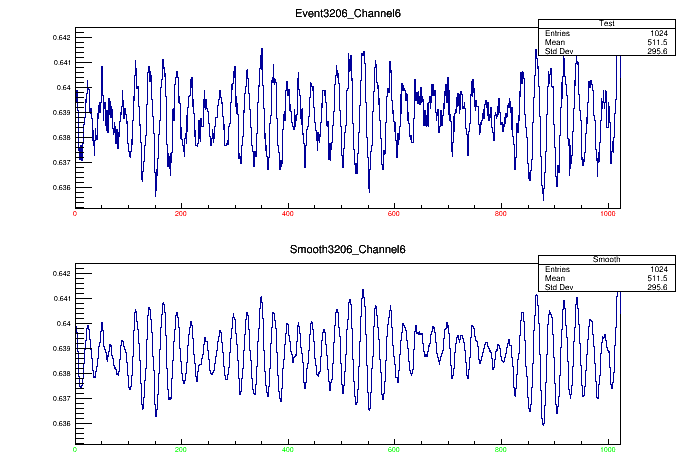 Event3206_Channel6
Test
Entries 1024
Mean 511.5
Std Dev 295.6
0.642
0.641
0.64
0.639
0.638
0.637
0.636
0 200 400 600 800 1000
Smooth3206_Channel6
Smooth
Entries 1024
Mean 511.5
Std Dev 295.6
0.642
0.641
0.64
0.639
0.638
0.637
0.636
0 200 400 600 800 1000